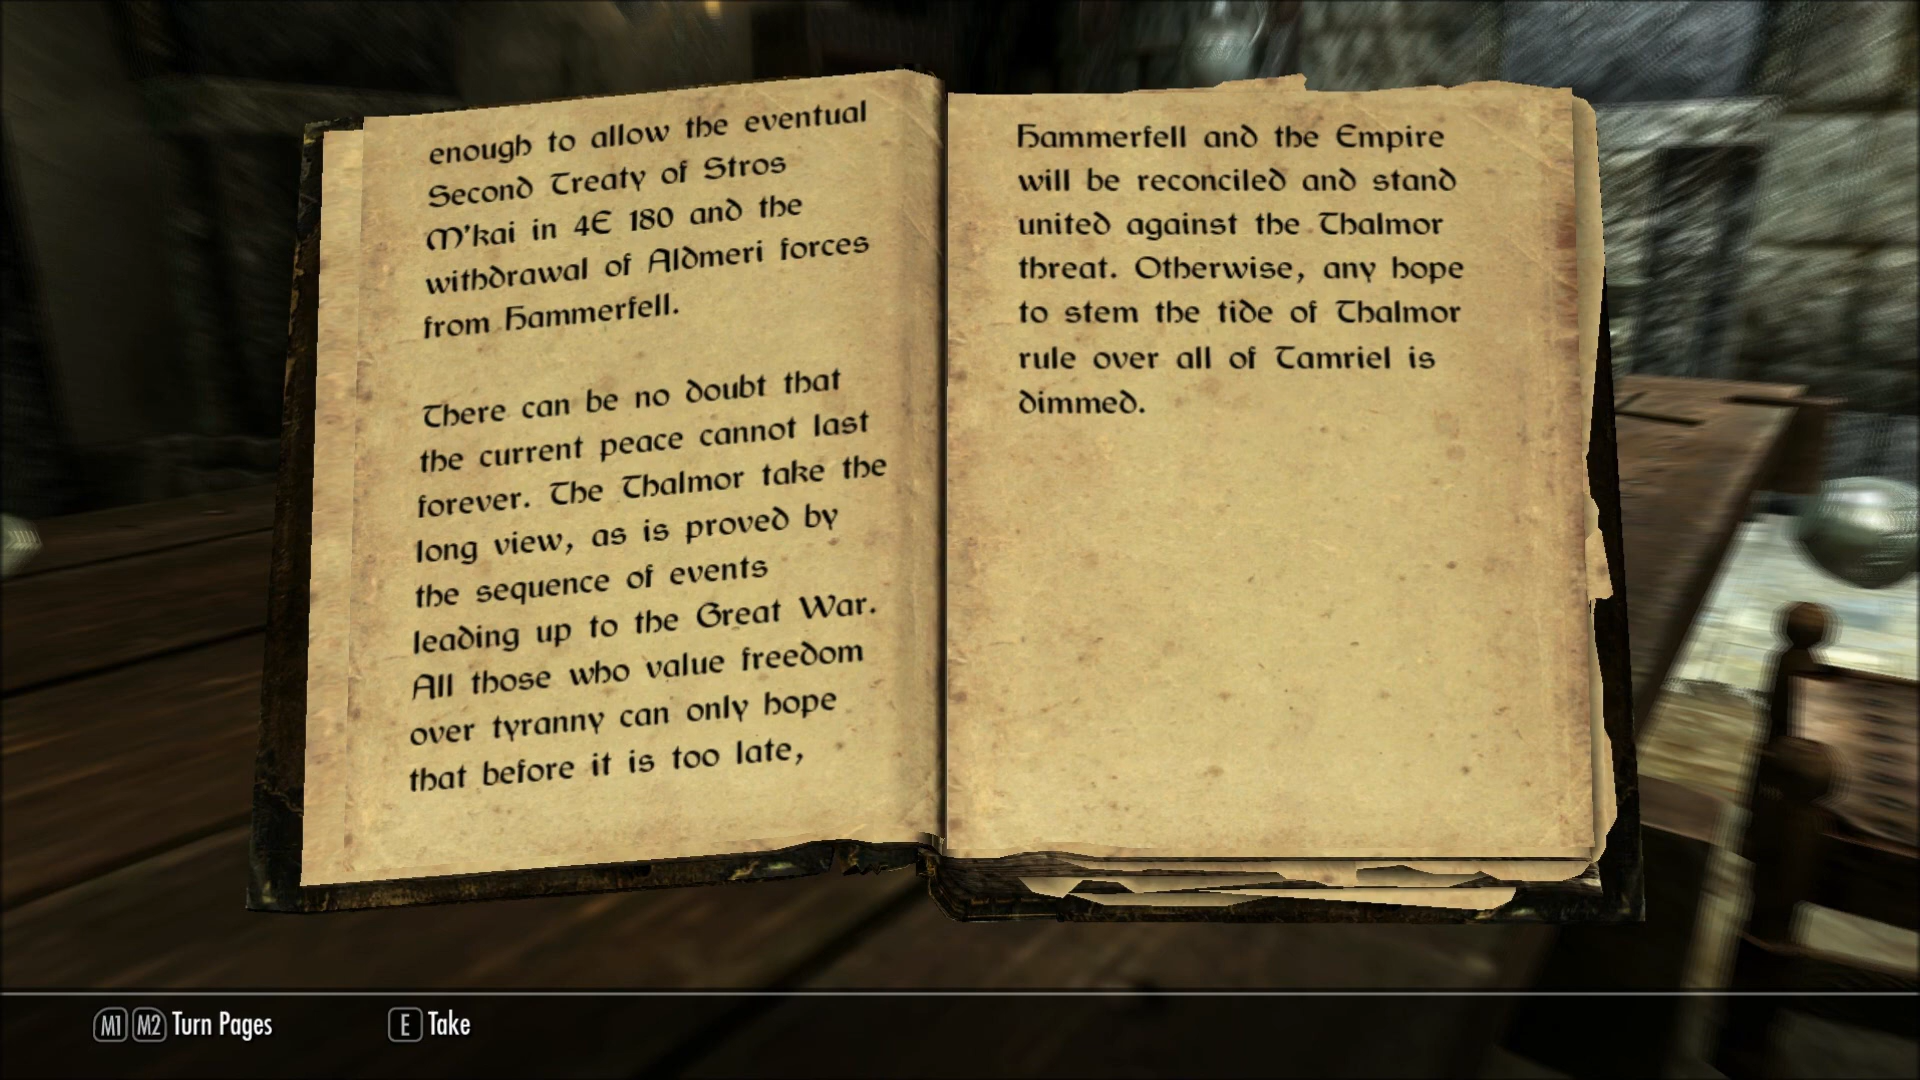 enough to allow the eventual
Second Treaty of Stros
M'kai in 4E 180 and the
withdrawal of Aldmeri forces
from Hammerfell.
There can be no doubt that
the current peace cannot last
forever. The Thalmor take the
long view, as is proved by
the sequence of events
leading up to the Great War.
All those who value freedom
over tyranny can only hope
that before it is too late,
Hammerfell and the Empire
will be reconciled and stand
united against the Thalmor
threat. Otherwise, any hope
to stem the tide of Thalmor
rule over all of Tamriel is
dimmed.
M1 M2 Turn Pages
E Take